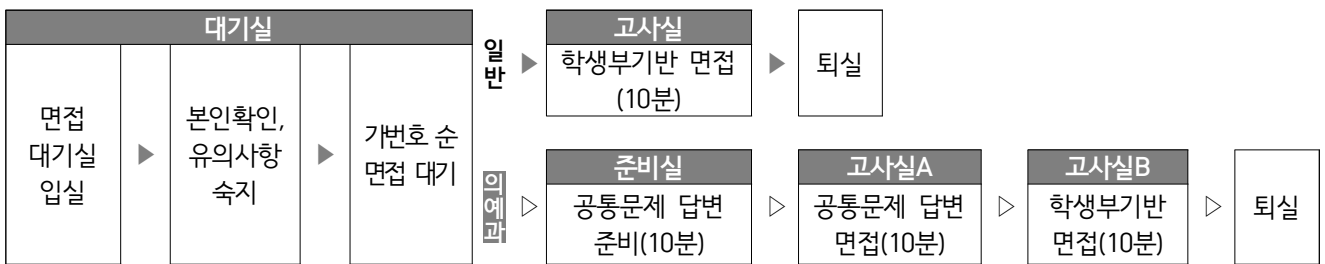 대기실
면접
대기실
입실
▶
본인확인,
유의사항
숙지
▶
가번호 순
면접 대기
일반
▶
고사실
학생부기반 면접
(10분)
▶
퇴실
의예과
▷
준비실
공통문제 답변
준비(10분)
▷
고사실A
공통문제 답변
면접(10분)
▷
고사실B
학생부기반
면접(10분)
▷
퇴실